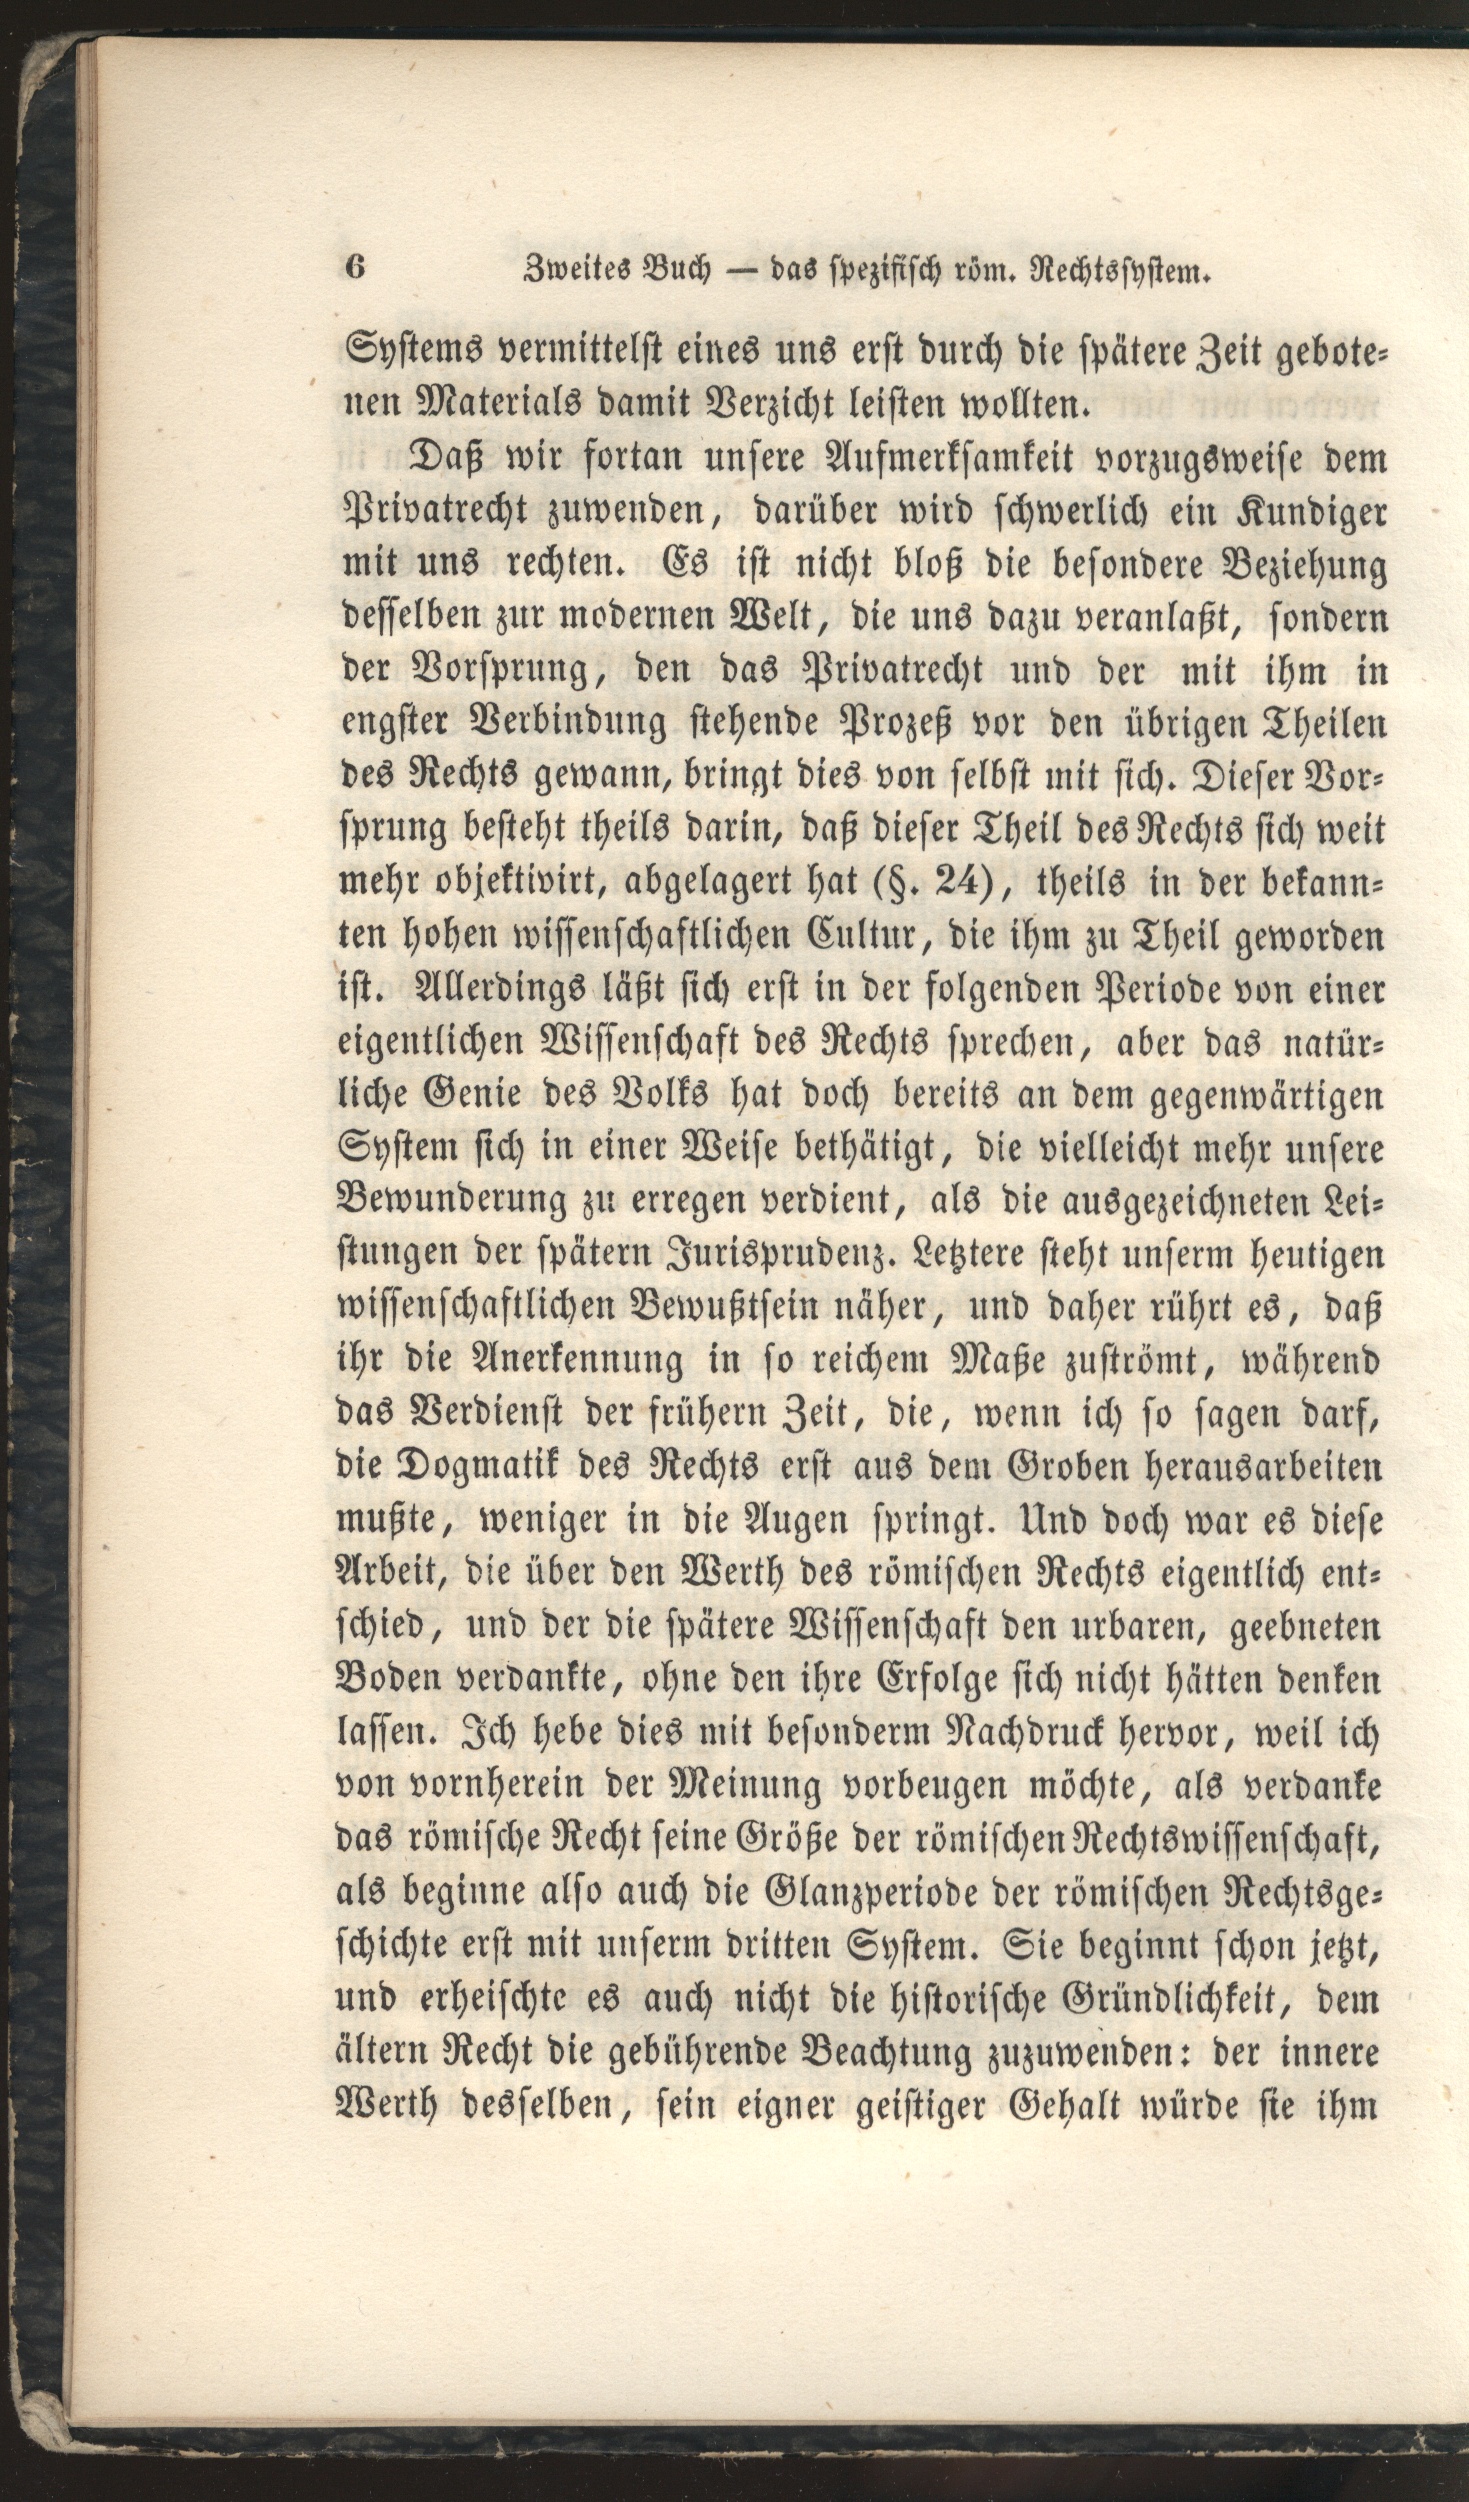 6 Zweites Buch — das spezifisch röm. Rechtssystem.
Systems vermittelst eines uns erst durch die spätere Zeit gebote-
nen Materials damit Verzicht leisten wollten.
Daß wir fortan unsere Aufmerksamkeit vorzugsweise dem
Privatrecht zuwenden, darüber wird schwerlich ein Kundiger
mit uns rechten. Es ist nicht bloß die besondere Beziehung
desselben zur modernen Welt, die uns dazu veranlaßt, sondern
der Vorsprung, den das Privatrecht und der mit ihm in
engster Verbindung stehende Prozeß vor den übrigen Theilen
des Rechts gewann, bringt dies von selbst mit sich. Dieser Vor-
sprung besteht theils darin, daß dieser Theil des Rechts sich weit
mehr objektivirt, abgelagert hat (§. 24), theils in der bekann-
ten hohen wissenschaftlichen Cultur, die ihm zu Theil geworden
ist. Allerdings läßt sich erst in der folgenden Periode von einer
eigentlichen Wissenschaft des Rechts sprechen, aber das natür-
liche Genie des Volks hat doch bereits an dem gegenwärtigen
System sich in einer Weise bethätigt, die vielleicht mehr unsere
Bewunderung zu erregen verdient, als die ausgezeichneten Lei-
stungen der spätern Jurisprudenz. Letztere steht unserm heutigen
wissenschaftlichen Bewußtsein näher, und daher rührt es, daß
ihr die Anerkennung in so reichem Maße zuströmt, während
das Verdienst der frühern Zeit, die, wenn ich so sagen darf,
die Dogmatik des Rechts erst aus dem Groben herausarbeiten
mußte, weniger in die Augen springt. Und doch war es diese
Arbeit, die über den Werth des römischen Rechts eigentlich ent-
schied, und der die spätere Wissenschaft den urbaren, geebneten
Boden verdankte, ohne den ihre Erfolge sich nicht hätten denken
lassen. Ich hebe dies mit besonderm Nachdruck hervor, weil ich
von vornherein der Meinung vorbeugen möchte, als verdanke
das römische Recht seine Größe der römischen Rechtswissenschaft,
als beginne also auch die Glanzperiode der römischen Rechtsge-
schichte erst mit unserm dritten System. Sie beginnt schon jetzt,
und erheischte es auch nicht die historische Gründlichkeit, dem
ältern Recht die gebührende Beachtung zuzuwenden: der innere
Werth desselben, sein eigner geistiger Gehalt würde sie ihm